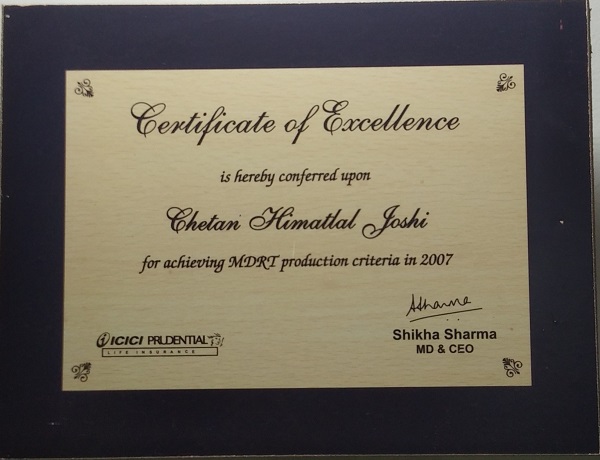 Certificate of Excellence
is hereby conferred upon
Chetan Himatlal Joshi
for achieving MDRT production criteria in 2007
ASharma
Shikha Sharma
MD & CEO
ICICI PRUDENTIAL
LIFE INSURANCE